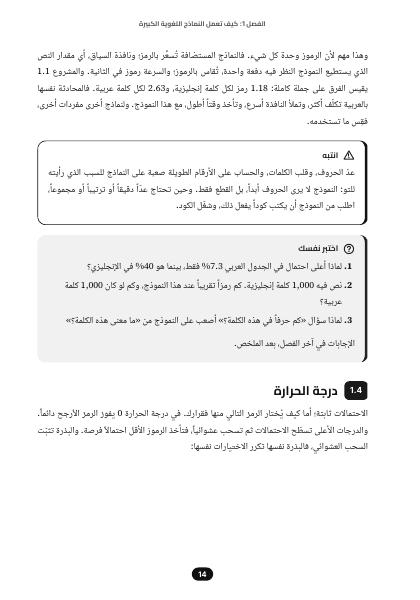 الفصل 1: كيف تعمل النماذج اللغوية الكبيرة
وهذا مهم لأن الرموز وحدة كل شيء. فالنماذج المستضافة تُسعَّر بالرمز؛ ونافذة السياق، أي مقدار النص
الذي يستطيع النموذج النظر فيه دفعة واحدة، تُقاس بالرموز؛ والسرعة رموز في الثانية. والمشروع 1.1
يقيس الفرق على جملة كاملة: 1.18 رمز لكل كلمة إنجليزية، و2.63 لكل كلمة عربية. فالمحادثة نفسها
بالعربية تكلّف أكثر، وتملأ النافذة أسرع، وتأخذ وقتاً أطول، مع هذا النموذج. ولنماذج أخرى مفردات أخرى،
فقِس ما تستخدمه.
انتبه
عدّ الحروف، وقلب الكلمات، والحساب على الأرقام الطويلة صعبة على النماذج للسبب الذي رأيته
للتو: النموذج لا يرى الحروف أبداً، بل القطع فقط. وحين تحتاج عدّاً دقيقاً أو ترتيباً أو مجموعاً،
اطلب من النموذج أن يكتب كوداً يفعل ذلك، وشغّل الكود.
اختبر نفسك
1. لماذا أعلى احتمال في الجدول العربي 7.3% فقط، بينما هو 40% في الإنجليزي؟
2. نص فيه 1,000 كلمة إنجليزية. كم رمزاً تقريباً عند هذا النموذج، وكم لو كان 1,000 كلمة
عربية؟
3. لماذا سؤال «كم حرفاً في هذه الكلمة؟» أصعب على النموذج من «ما معنى هذه الكلمة؟»
الإجابات في آخر الفصل، بعد الملخص.
1.4 درجة الحرارة
الاحتمالات ثابتة؛ أما كيف يُختار الرمز التالي منها فقرارك. في درجة الحرارة 0 يفوز الرمز الأرجح دائماً.
والدرجات الأعلى تسطّح الاحتمالات ثم تسحب عشوائياً، فتأخذ الرموز الأقل احتمالاً فرصة. والبذرة تثبّت
السحب العشوائي، فالبذرة نفسها تكرر الاختيارات نفسها:
14